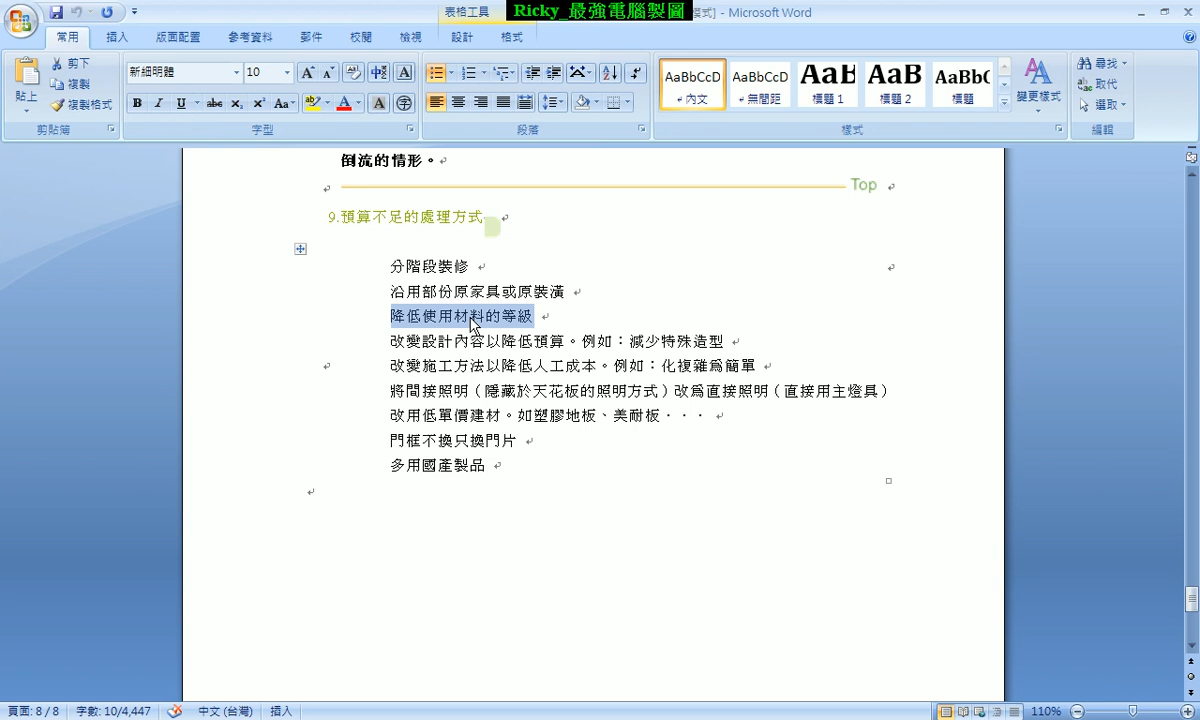 表格工具
Ricky_最強電腦製圖
模式] - Microsoft Word
常用 插入 版面配置 參考資料 郵件 校閱 檢視 設計 格式
貼上
剪下
複製
複製格式
剪貼簿
新細明體 10
B I U abc x₂ x² Aa
字型
段落
AaBbCcD AaBbCcD AaBb AaBb AaBbC
內文 無間距 標題 1 標題 2 標題
變更樣式
樣式
尋找
取代
選取
編輯
倒流的情形。
Top
9.預算不足的處理方式
分階段裝修
沿用部份原家具或原裝潢
降低使用材料的等級
改變設計內容以降低預算。例如：減少特殊造型
改變施工方法以降低人工成本。例如：化複雜為簡單
將間接照明（隱藏於天花板的照明方式）改為直接照明（直接用主燈具）
改用低單價建材。如塑膠地板、美耐板．．．
門框不換只換門片
多用國產製品
頁面: 8 / 8 字數: 10/4,447 中文 (台灣) 插入 110%